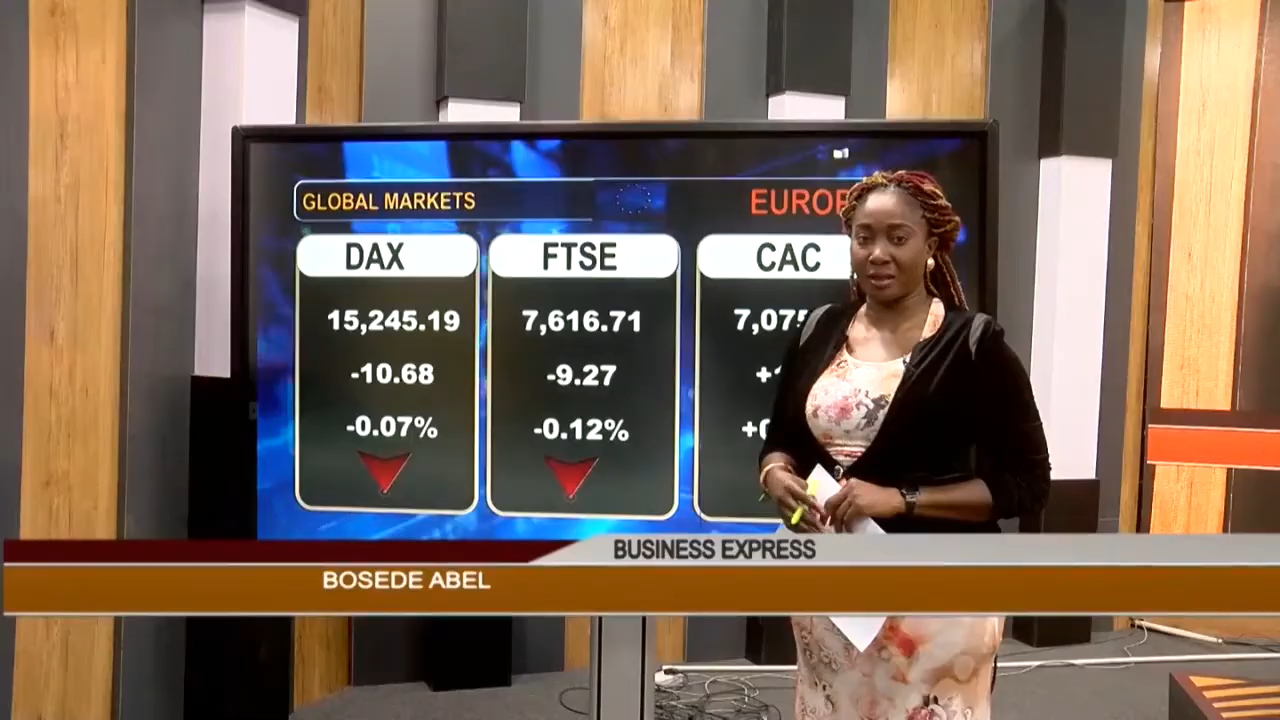 GLOBAL MARKETS
DAX
FTSE
CAC
15,245.19
7,616.71
-10.68
-9.27
-0.07%
-0.12%
BUSINESS EXPRESS
BOSEDE ABEL